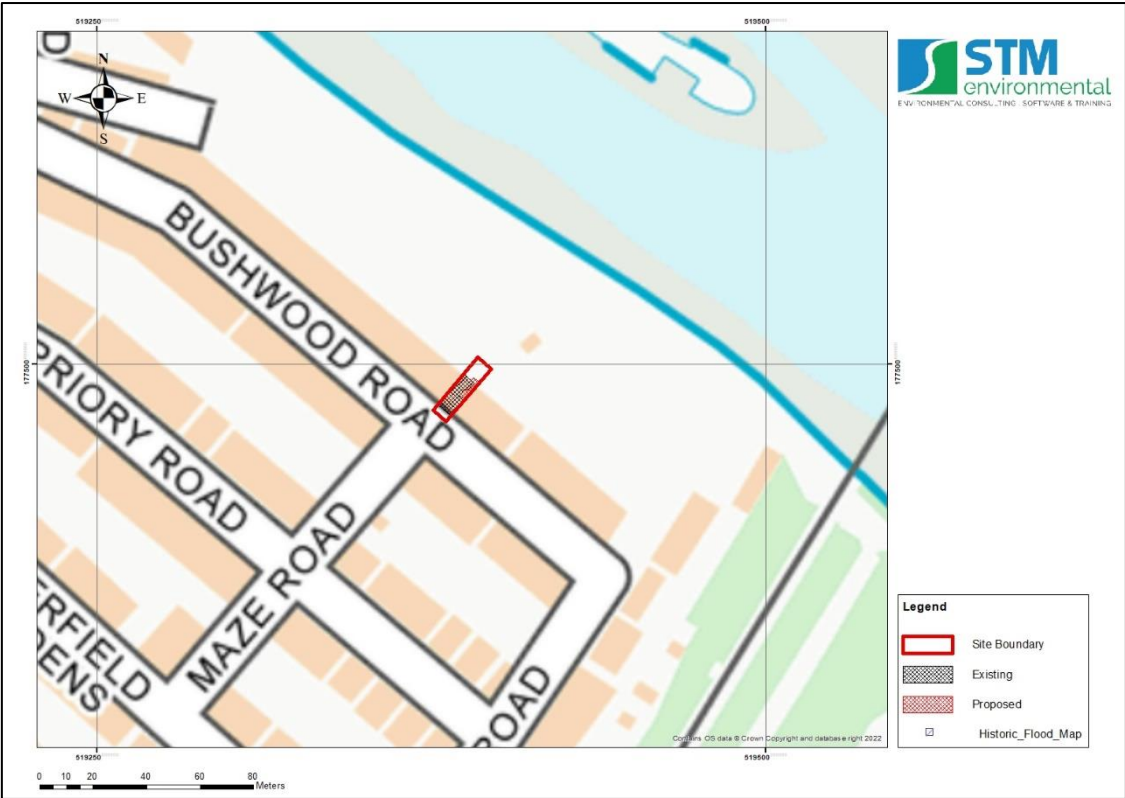 519250
519500
D
N
W
E
S
STM
environmental
ENVIRONMENTAL CONSULTING . SOFTWARE & TRAINING
BUSHWOOD ROAD
177500
177500
PRIORY ROAD
MAZE ROAD
ERFIELD
DENS
ROAD
Contains OS data © Crown Copyright and database right 2022
519250
519500
Legend
Site Boundary
Existing
Proposed
Historic_Flood_Map
0 10 20 40 60 80
Meters